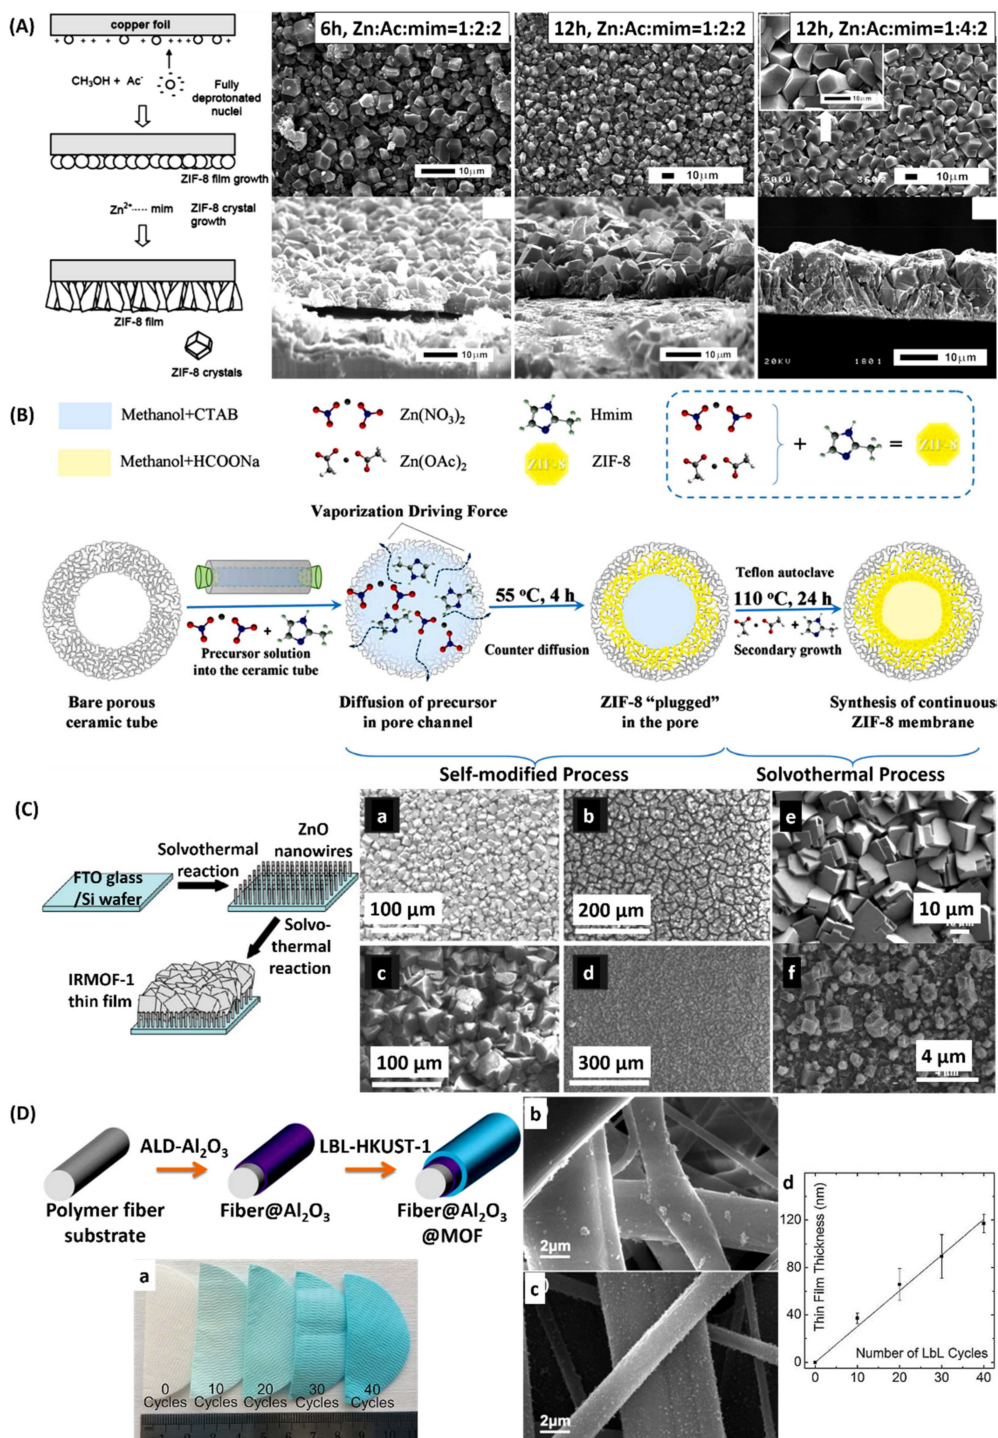 (A)
copper foil
+ ++ ++ +
CH₃OH + Ac⁻
Fully
deprotonated
nuclei
ZIF-8 film growth
Zn²⁺----- mim
ZIF-8 crystal
growth
ZIF-8 film
ZIF-8 crystals
6h, Zn:Ac:mim=1:2:2
12h, Zn:Ac:mim=1:2:2
12h, Zn:Ac:mim=1:4:2
10μm
10μm
10μm
20KV
10μm
10μm
10μm
20KV
1801
10μm
(B)
Methanol+CTAB
Zn(NO₃)₂
Hmim
Methanol+HCOONa
Zn(OAc)₂
ZIF-8
ZIF-8
+
=
ZIF-8
Vaporization Driving Force
+
Precursor solution
into the ceramic tube
55 °C, 4 h
Counter diffusion
Teflon autoclave
110 °C, 24 h
+
Secondary growth
Bare porous
ceramic tube
Diffusion of precursor
in pore channel
ZIF-8 “plugged”
in the pore
Synthesis of continuous
ZIF-8 membrane
Self-modified Process
Solvothermal Process
(C)
FTO glass
/Si wafer
Solvothermal
reaction
ZnO
nanowires
Solvo-
thermal
reaction
IRMOF-1
thin film
a
100 μm
b
200 μm
e
10 μm
c
100 μm
d
300 μm
f
4 μm
(D)
ALD-Al₂O₃
LBL-HKUST-1
Polymer fiber
substrate
Fiber@Al₂O₃
Fiber@Al₂O₃
@MOF
a
0
Cycles
10
Cycles
20
Cycles
30
Cycles
40
Cycles
b
2μm
c
2μm
d
Thin Film Thickness (nm)
120
80
40
0
Number of LbL Cycles
0 10 20 30 40